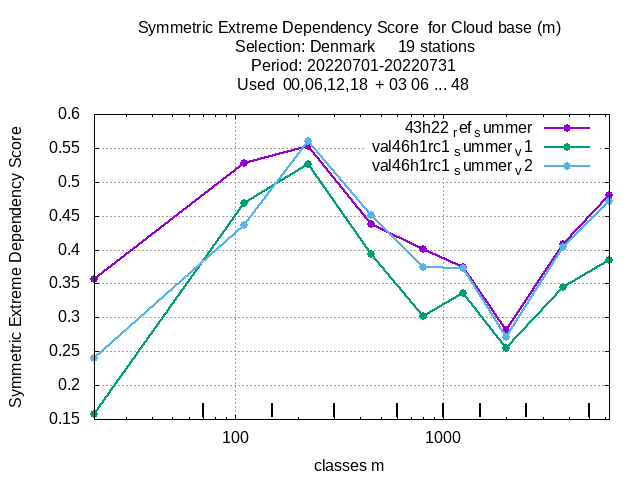 Symmetric Extreme Dependency Score  for Cloud base (m)
Selection: Denmark     19 stations
Period: 20220701-20220731
Used  00,06,12,18  + 03 06 ... 48
Symmetric Extreme Dependency Score
0.6
0.55
0.5
0.45
0.4
0.35
0.3
0.25
0.2
0.15
43h22 ref summer
val46h1rc1 summer v1
val46h1rc1 summer v2
100
1000
classes m